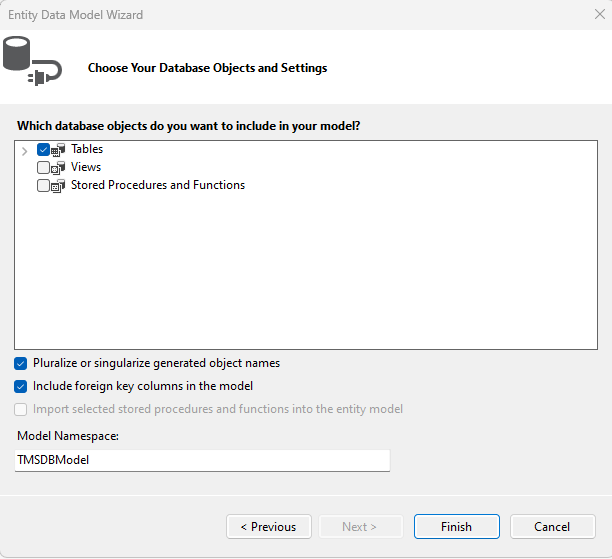 Entity Data Model Wizard
Choose Your Database Objects and Settings
Which database objects do you want to include in your model?
Tables
Views
Stored Procedures and Functions
Pluralize or singularize generated object names
Include foreign key columns in the model
Import selected stored procedures and functions into the entity model
Model Namespace:
TMSDBModel
< Previous
Next >
Finish
Cancel